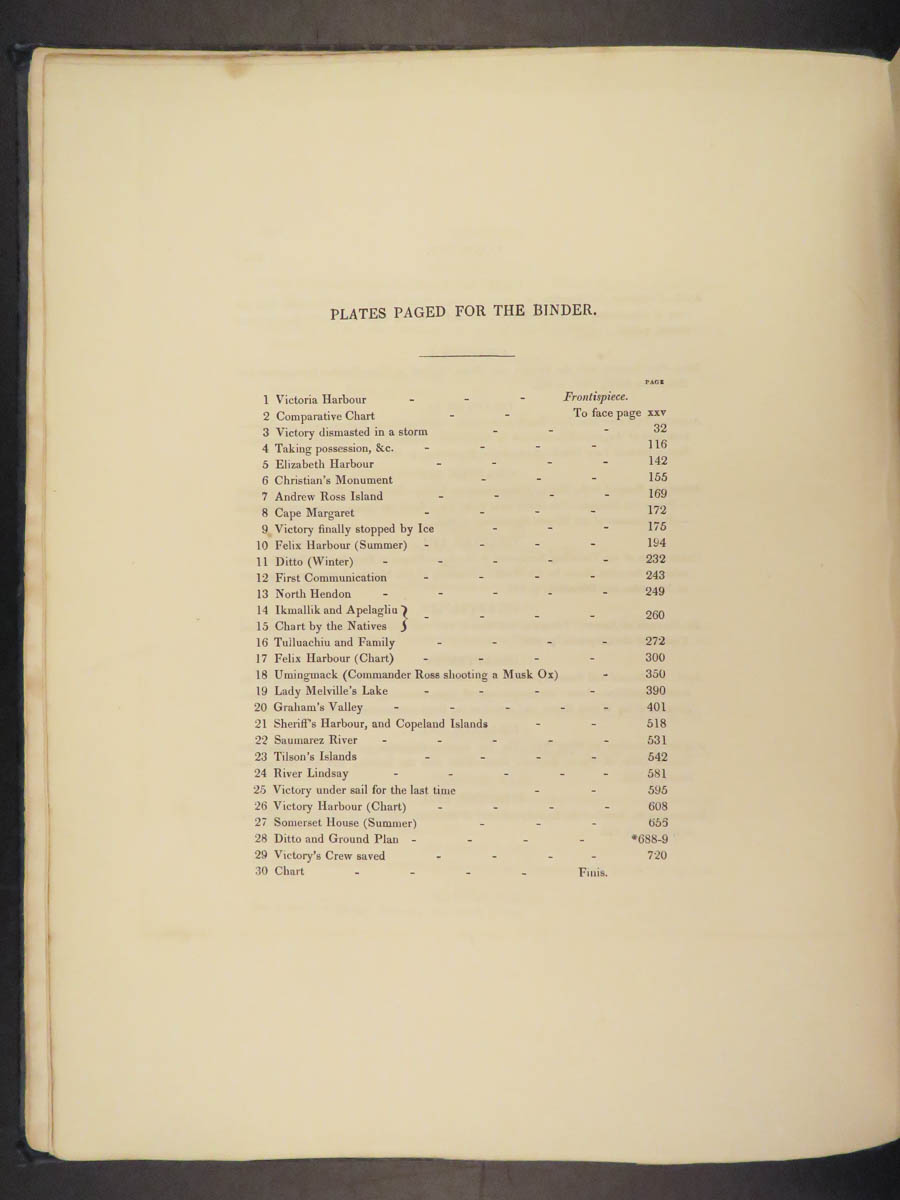 PLATES PAGED FOR THE BINDER.
PAGE
1 Victoria Harbour - - - Frontispiece.
2 Comparative Chart - - To face page xxv
3 Victory dismasted in a storm - - - 32
4 Taking possession, &c. - - - - 116
5 Elizabeth Harbour - - - - 142
6 Christian's Monument - - - 155
7 Andrew Ross Island - - - - 169
8 Cape Margaret - - - - 172
9 Victory finally stopped by Ice - - - 175
10 Felix Harbour (Summer) - - - - 194
11 Ditto (Winter) - - - - - 232
12 First Communication - - - - 243
13 North Hendon - - - - - 249
14 Ikmallik and Apelagliu } - - - - 260
15 Chart by the Natives
16 Tulluachiu and Family - - - - 272
17 Felix Harbour (Chart) - - - - 300
18 Umingmack (Commander Ross shooting a Musk Ox) - 350
19 Lady Melville's Lake - - - - 390
20 Graham's Valley - - - - - 401
21 Sheriff's Harbour, and Copeland Islands - - 518
22 Saumarez River - - - - - 531
23 Tilson's Islands - - - - 542
24 River Lindsay - - - - - 581
25 Victory under sail for the last time - - 595
26 Victory Harbour (Chart) - - - - 608
27 Somerset House (Summer) - - - 653
28 Ditto and Ground Plan - - - - *688-9
29 Victory's Crew saved - - - - 720
30 Chart - - - - Finis.